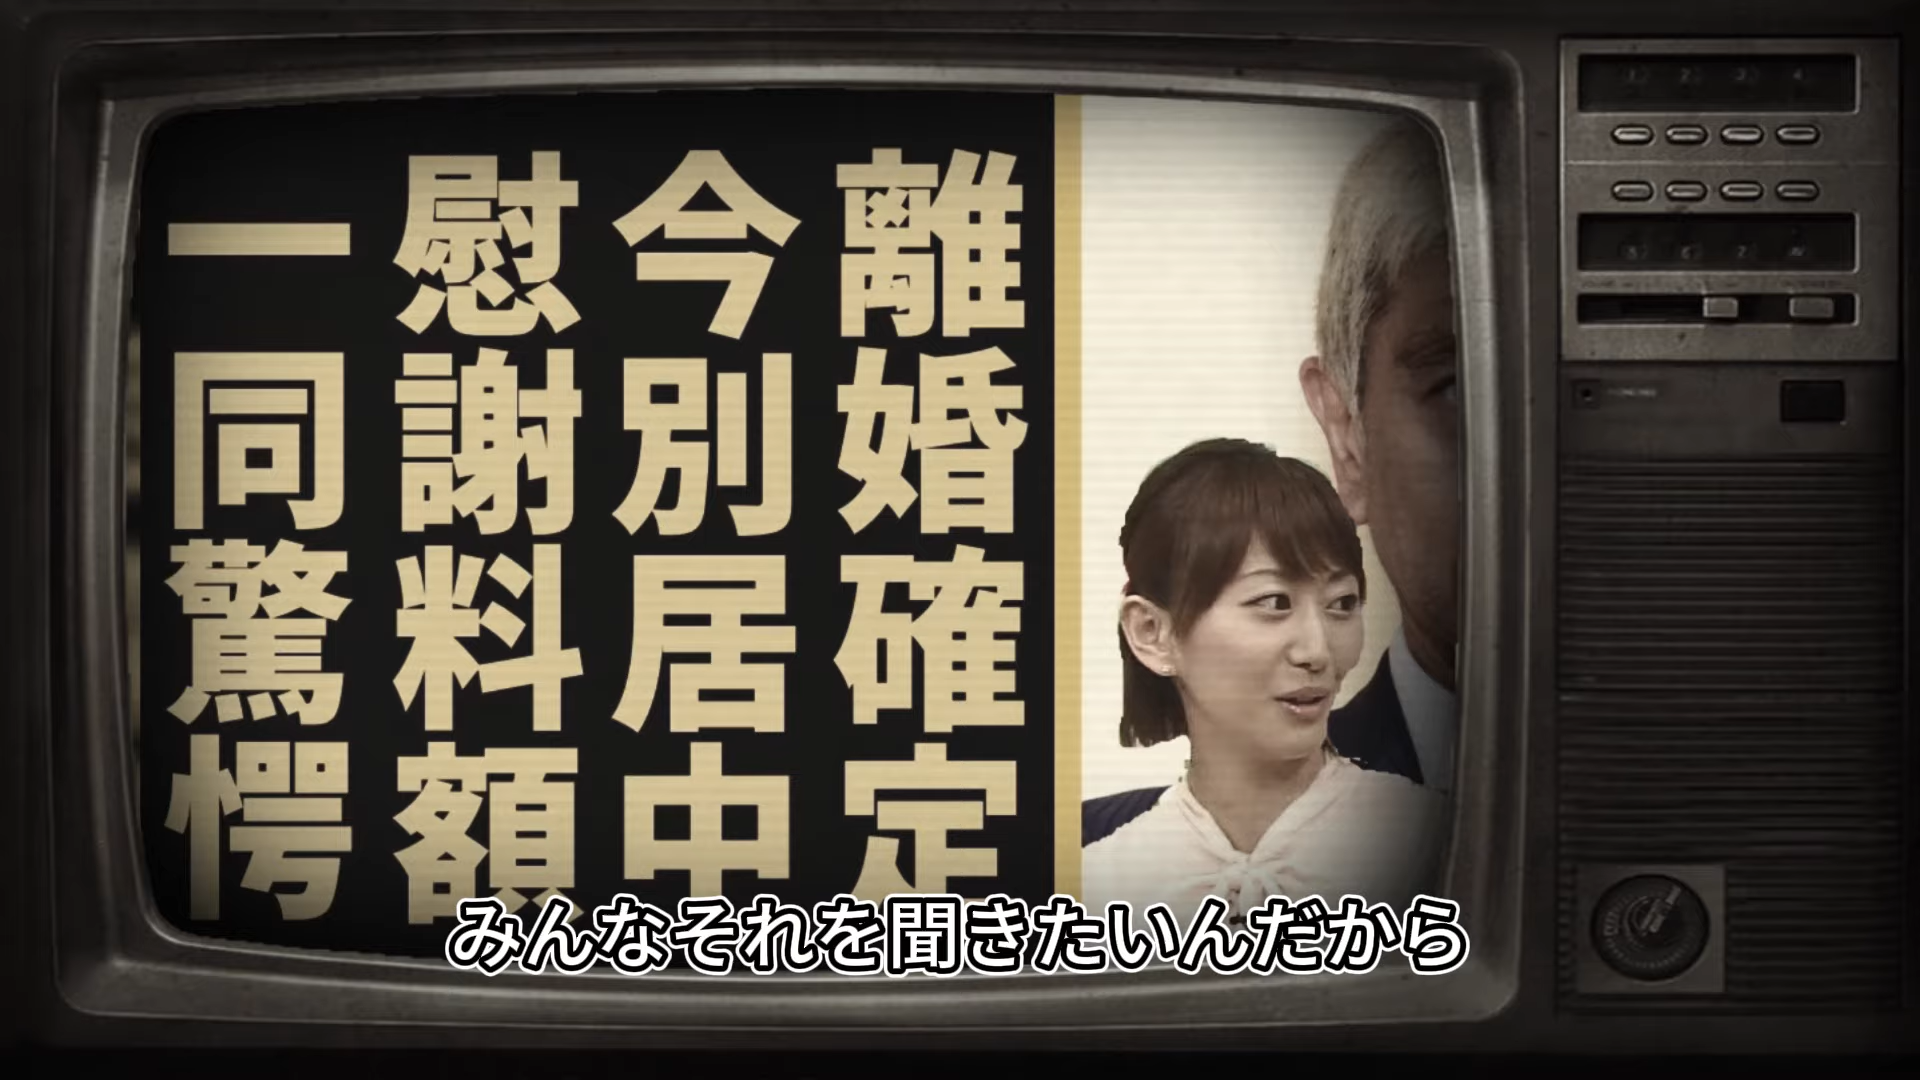 離婚確定
今別居中
慰謝料額
一同驚愕
みんなそれを聞きたいんだから